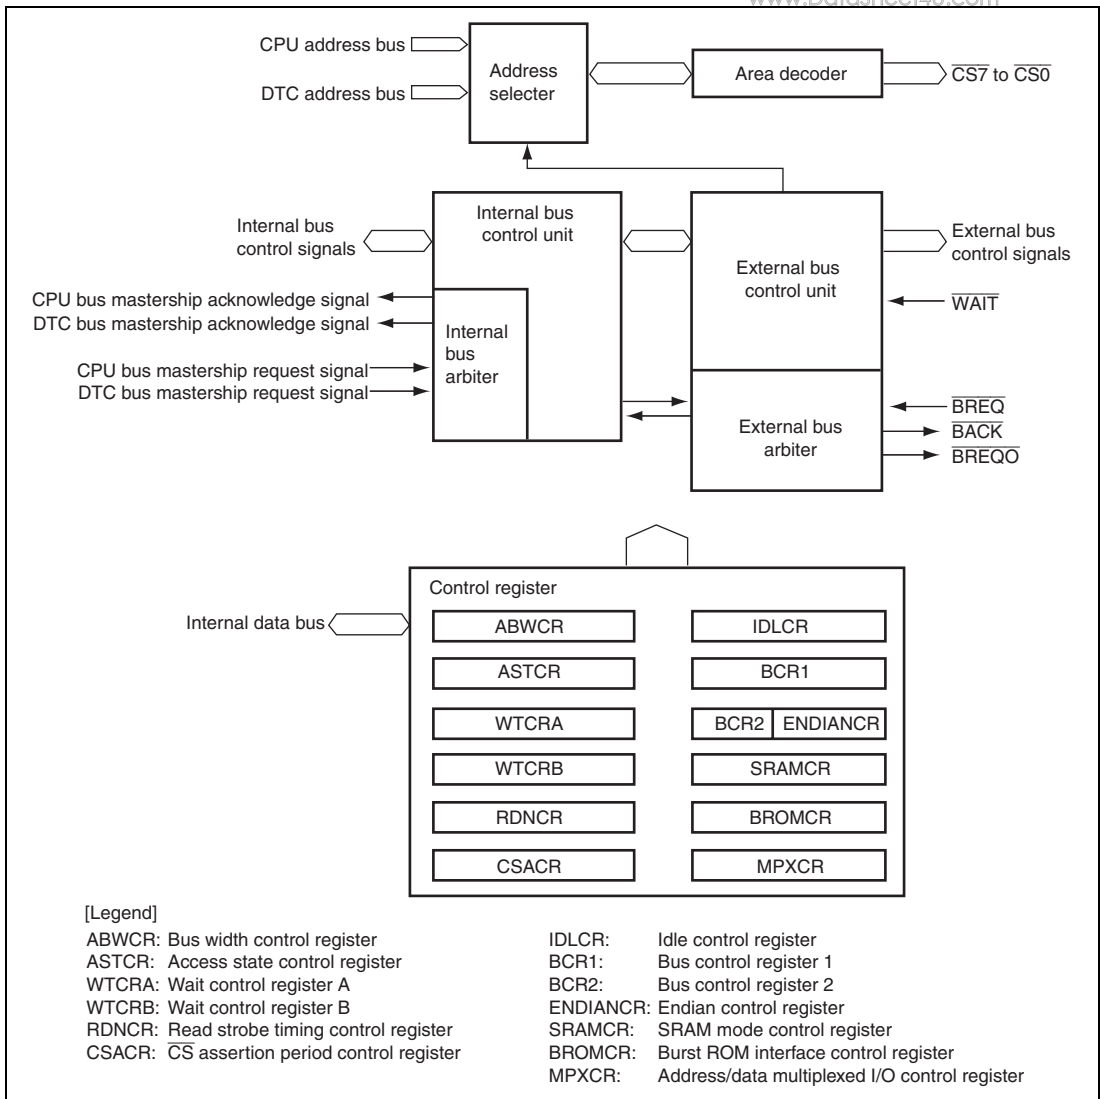 www.DataSheet4U.com
CPU address bus
DTC address bus
Address
selecter
Area decoder
C̅S̅7̅ to C̅S̅0̅
Internal bus
control signals
Internal bus
control unit
External bus
control unit
External bus
control signals
W̅A̅I̅T̅
CPU bus mastership acknowledge signal
DTC bus mastership acknowledge signal
CPU bus mastership request signal
DTC bus mastership request signal
Internal
bus
arbiter
External bus
arbiter
B̅R̅E̅Q̅
B̅A̅C̅K̅
B̅R̅E̅Q̅O̅
Control register
Internal data bus
ABWCR
IDLCR
ASTCR
BCR1
WTCRA
BCR2
ENDIANCR
WTCRB
SRAMCR
RDNCR
BROMCR
CSACR
MPXCR
[Legend]
ABWCR: Bus width control register
ASTCR: Access state control register
WTCRA: Wait control register A
WTCRB: Wait control register B
RDNCR: Read strobe timing control register
CSACR: C̅S̅ assertion period control register
IDLCR: Idle control register
BCR1: Bus control register 1
BCR2: Bus control register 2
ENDIANCR: Endian control register
SRAMCR: SRAM mode control register
BROMCR: Burst ROM interface control register
MPXCR: Address/data multiplexed I/O control register